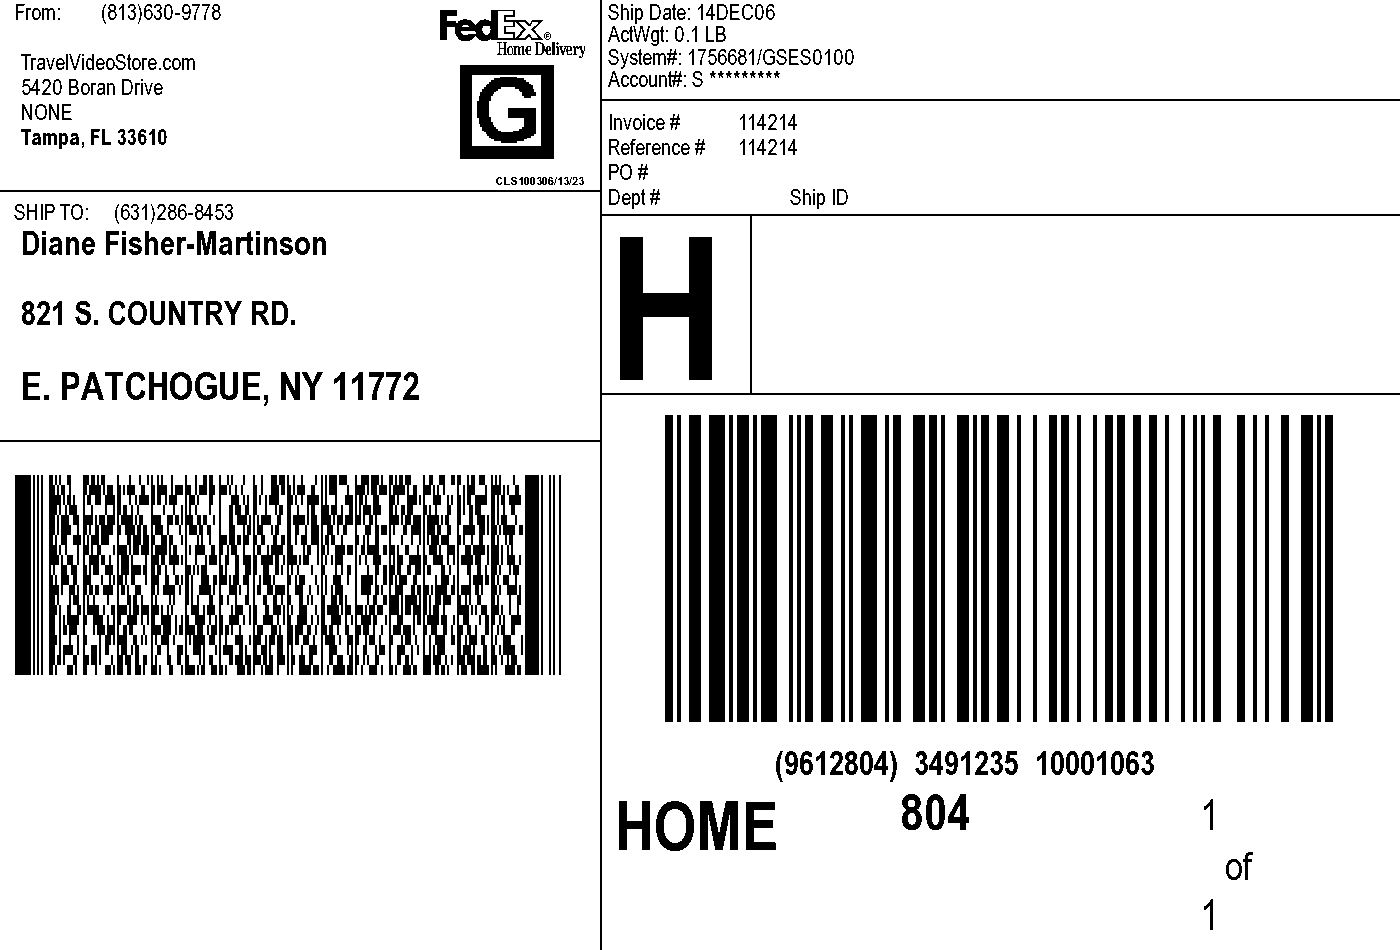 From: (813)630-9778
TravelVideoStore.com
5420 Boran Drive
NONE
Tampa, FL 33610
FedEx®
Home Delivery
G
CLS100306/13/23
Ship Date: 14DEC06
ActWgt: 0.1 LB
System#: 1756681/GSES0100
Account#: S *********
Invoice # 114214
Reference # 114214
PO #
Dept # Ship ID
SHIP TO: (631)286-8453
Diane Fisher-Martinson
821 S. COUNTRY RD.
E. PATCHOGUE, NY 11772
H
(9612804) 3491235 10001063
HOME 804 1
of
1